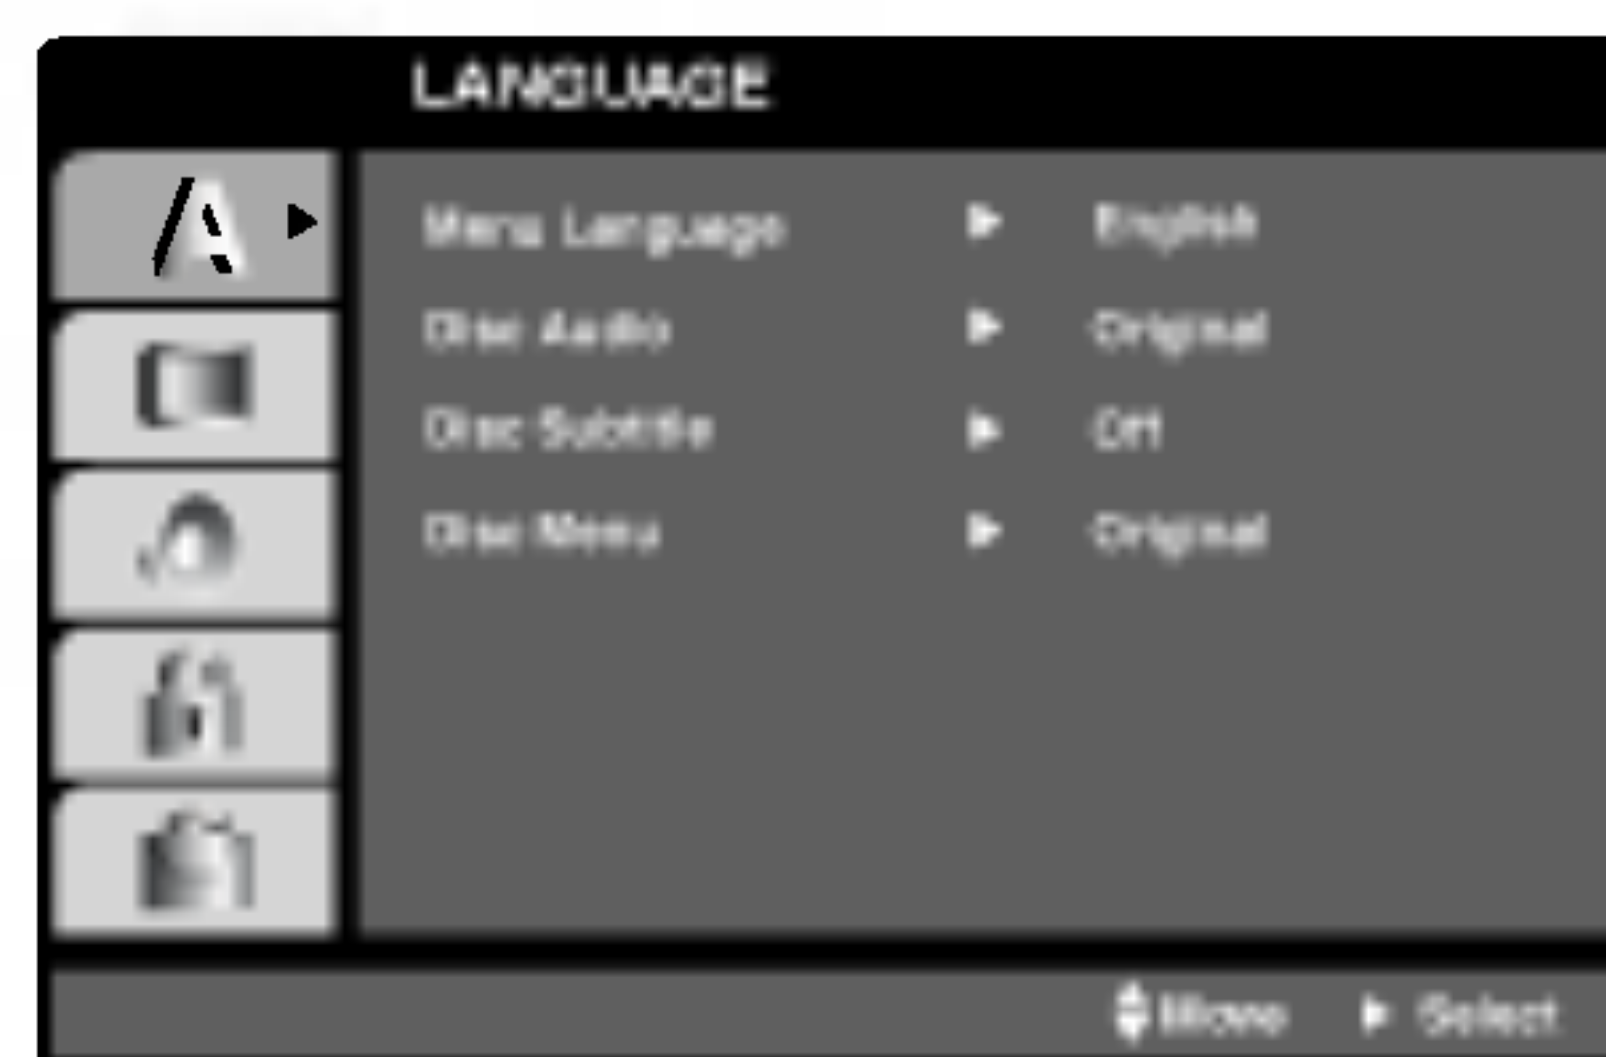 LANGUAGE
Menu Language ▶ English
Disc Audio ▶ Original
Disc Subtitle ▶ Off
Disc Menu ▶ Original
Move ▶ Select